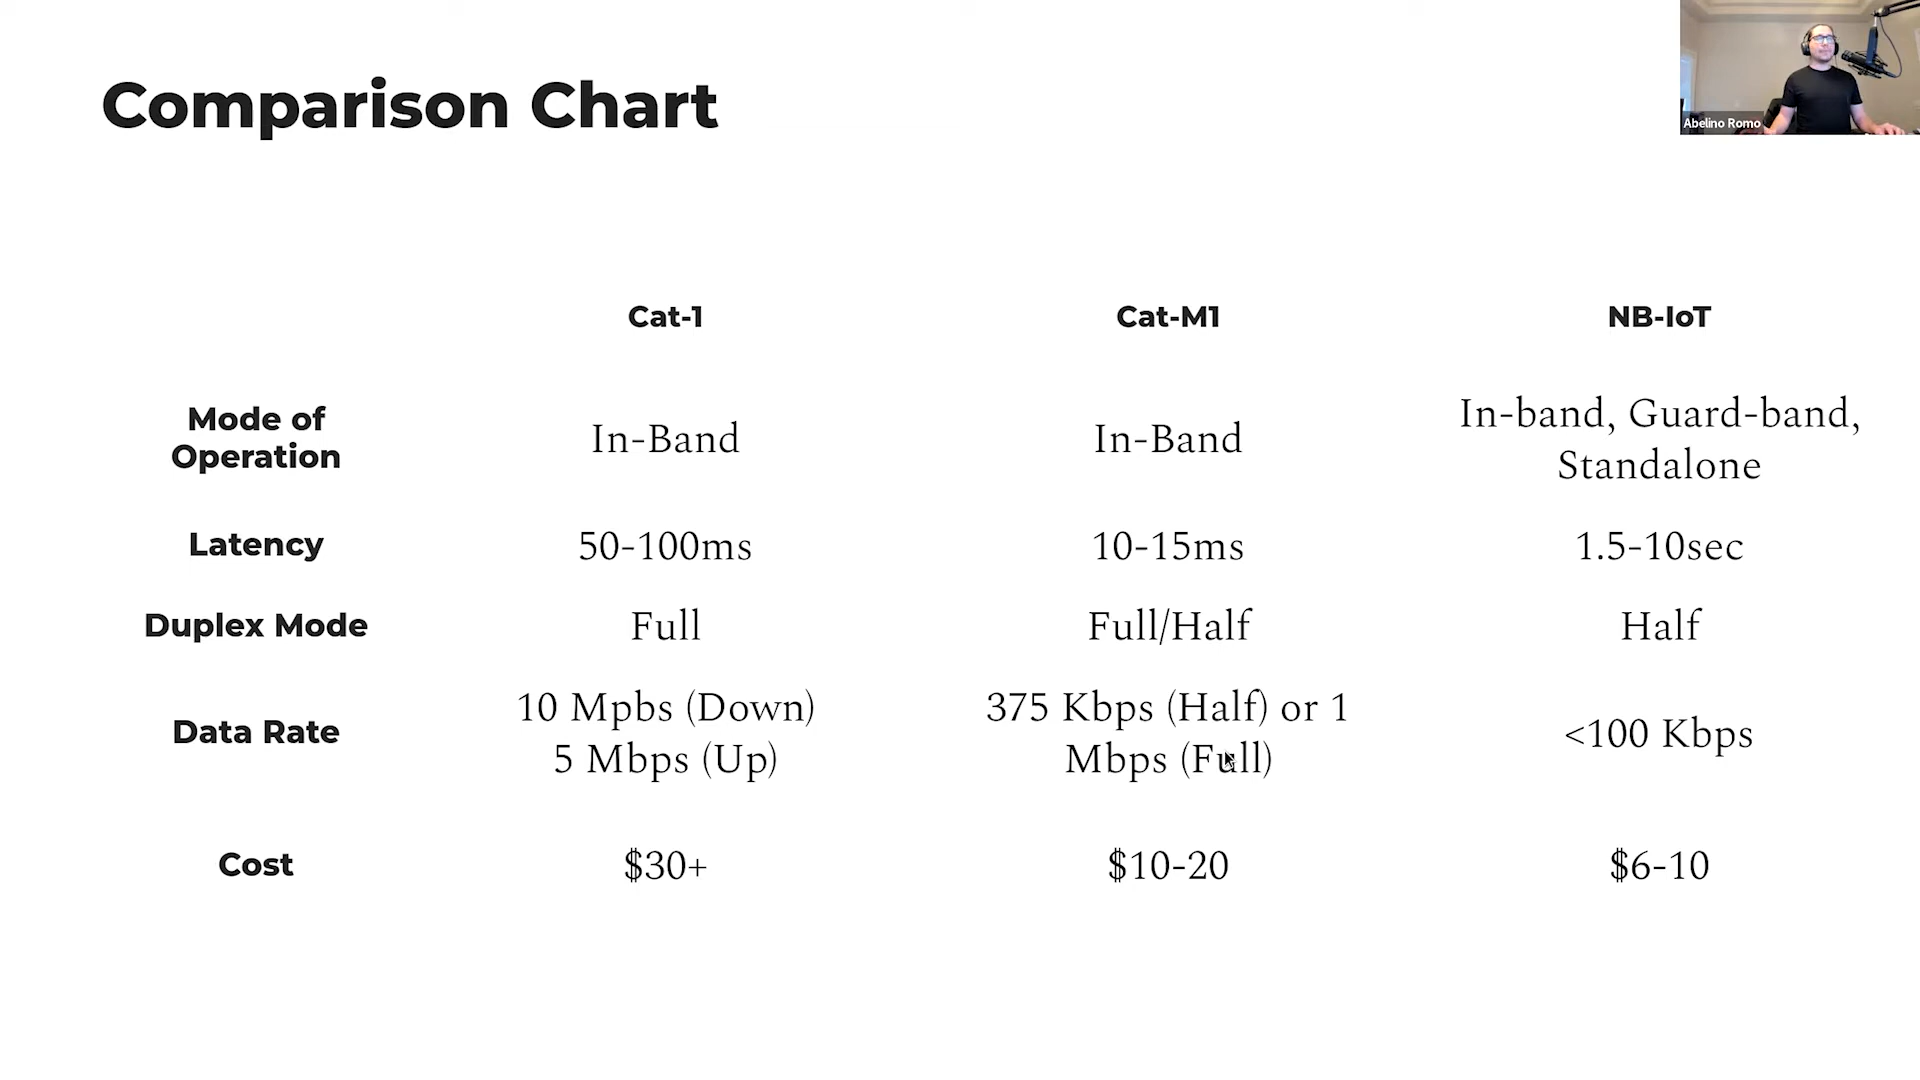 Comparison Chart
Abelino Romo
Cat-1
Cat-M1
NB-IoT
Mode of
Operation
In-Band
In-Band
In-band, Guard-band,
Standalone
Latency
50-100ms
10-15ms
1.5-10sec
Duplex Mode
Full
Full/Half
Half
Data Rate
10 Mpbs (Down)
5 Mbps (Up)
375 Kbps (Half) or 1
Mbps (Full)
<100 Kbps
Cost
$30+
$10-20
$6-10